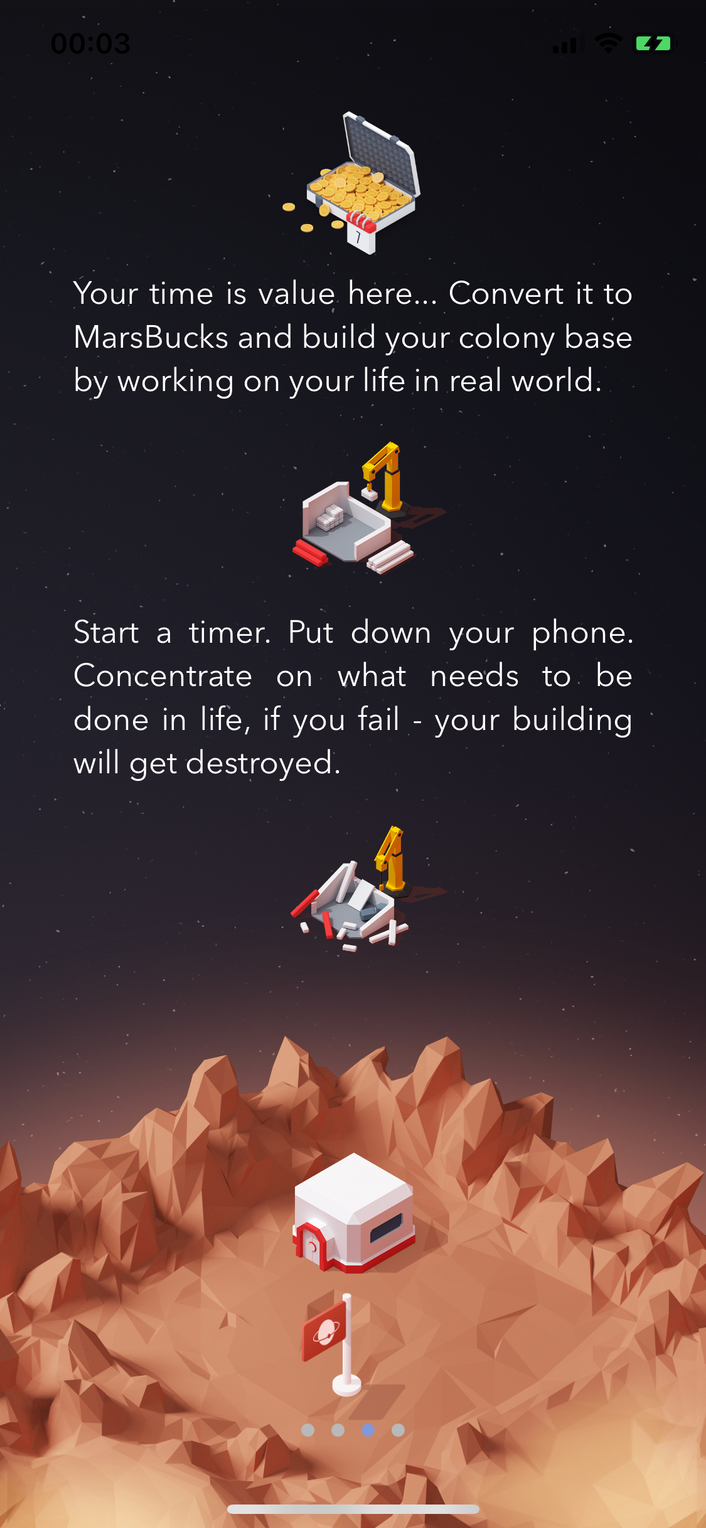 00:03
7
Your time is value here... Convert it to
MarsBucks and build your colony base
by working on your life in real world.
Start a timer. Put down your phone.
Concentrate on what needs to be
done in life, if you fail - your building
will get destroyed.